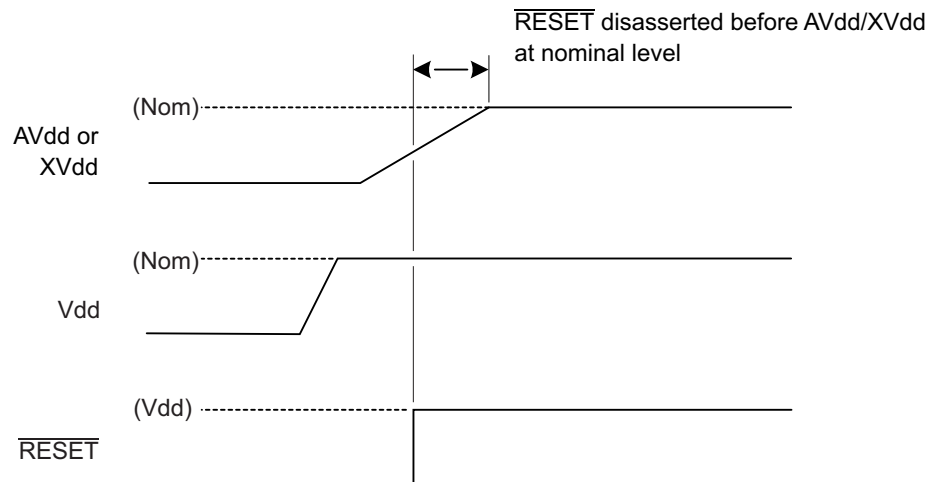 RESET disasserted before AVdd/XVdd
at nominal level
(Nom)
AVdd or
XVdd
(Nom)
Vdd
(Vdd)
RESET